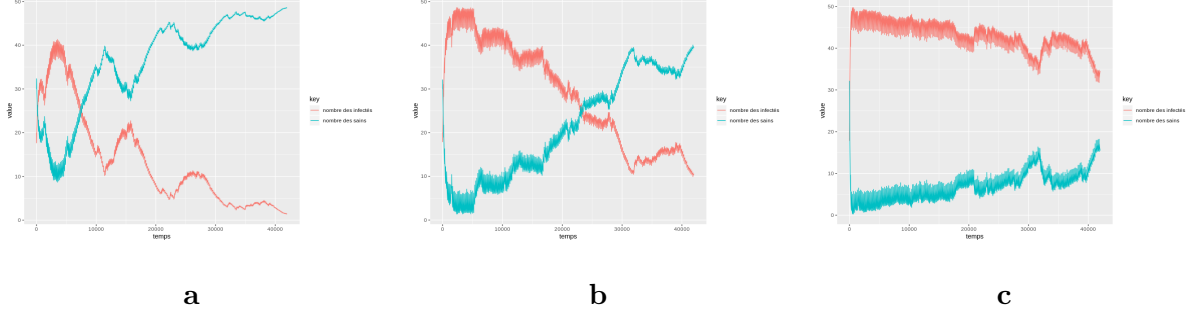 50
40
30
20
10
0
value
0 10000 20000 30000 40000
temps
key
nombre des infectés
nombre des sains
a
50
40
30
20
10
0
value
0 10000 20000 30000 40000
temps
key
nombre des infectés
nombre des sains
b
50
40
30
20
10
0
value
0 10000 20000 30000 40000
temps
key
nombre des infectés
nombre des sains
c